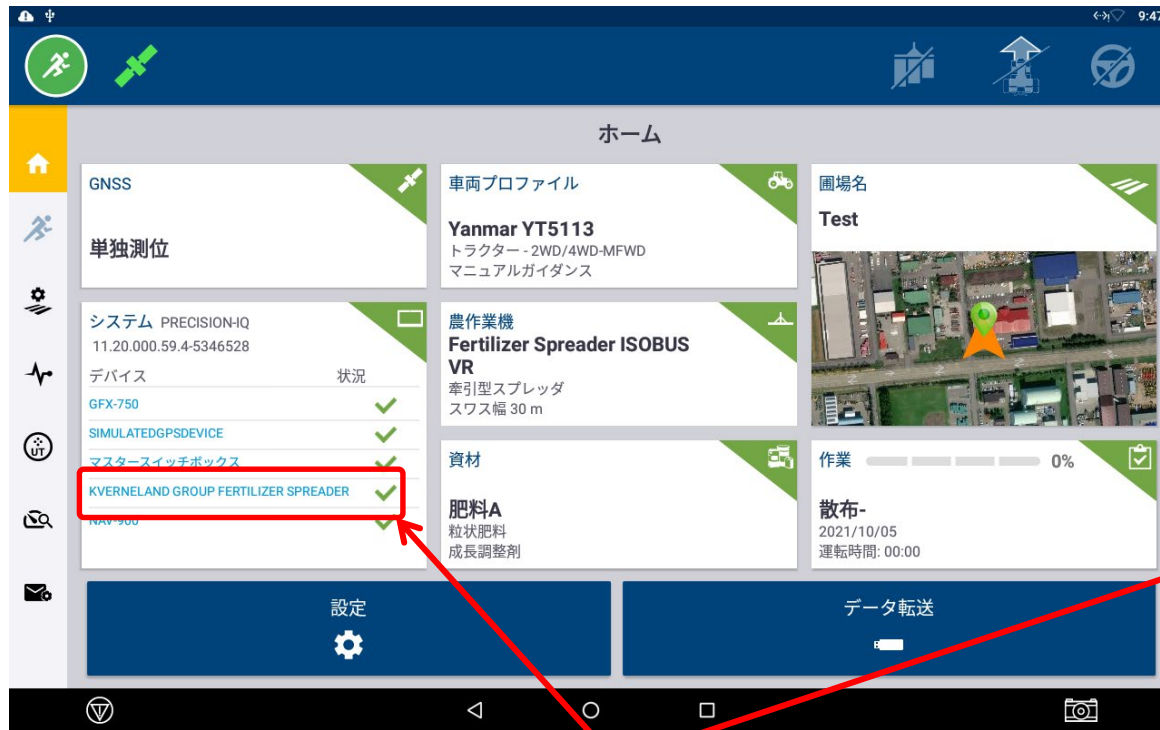 9:47
ホーム
GNSS
単独測位
車両プロファイル
Yanmar YT5113
トラクター - 2WD/4WD-MFWD
マニュアルガイダンス
圃場名
Test
システム PRECISION-IQ
11.20.000.59.4-5346528
デバイス 状況
GFX-750
SIMULATEDGPSDEVICE
マスタースイッチボックス
KVERNELAND GROUP FERTILIZER SPREADER
NAV-900
農作業機
Fertilizer Spreader ISOBUS
VR
牽引型スプレッダ
スワス幅 30 m
資材
肥料A
粒状肥料
成長調整剤
作業 0%
散布-
2021/10/05
運転時間: 00:00
UT
設定
データ転送